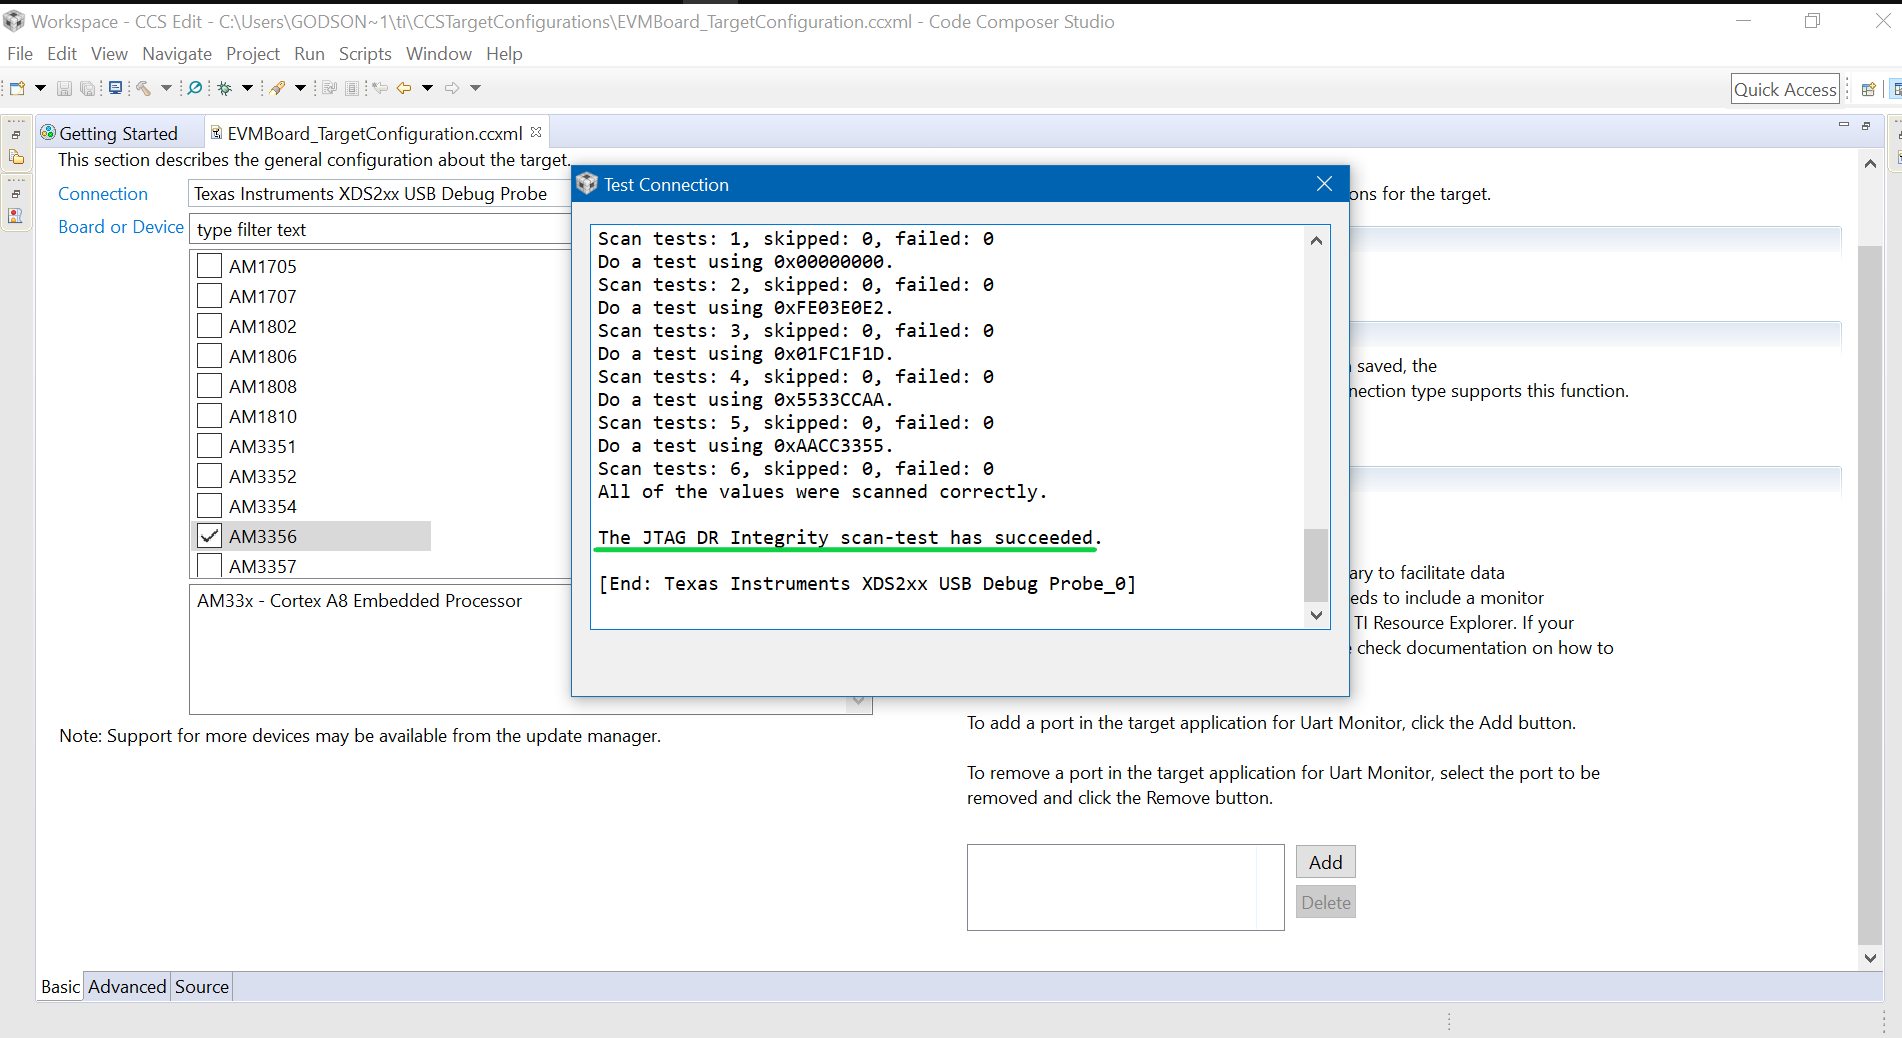 Workspace - CCS Edit - C:\Users\GODSON~1\ti\CCSTargetConfigurations\EVMBoard_TargetConfiguration.ccxml - Code Composer Studio
File Edit View Navigate Project Run Scripts Window Help
Quick Access
Getting Started
EVMBoard_TargetConfiguration.ccxml
This section describes the general configuration about the target.
Connection
Texas Instruments XDS2xx USB Debug Probe
Board or Device
type filter text
AM1705
AM1707
AM1802
AM1806
AM1808
AM1810
AM3351
AM3352
AM3354
AM3356
AM3357
AM33x - Cortex A8 Embedded Processor
Note: Support for more devices may be available from the update manager.
Test Connection
Scan tests: 1, skipped: 0, failed: 0
Do a test using 0x00000000.
Scan tests: 2, skipped: 0, failed: 0
Do a test using 0xFE03E0E2.
Scan tests: 3, skipped: 0, failed: 0
Do a test using 0x01FC1F1D.
Scan tests: 4, skipped: 0, failed: 0
Do a test using 0x5533CCAA.
Scan tests: 5, skipped: 0, failed: 0
Do a test using 0xAACC3355.
Scan tests: 6, skipped: 0, failed: 0
All of the values were scanned correctly.
The JTAG DR Integrity scan-test has succeeded.
[End: Texas Instruments XDS2xx USB Debug Probe_0]
ons for the target.
saved, the
nection type supports this function.
ary to facilitate data
eds to include a monitor
TI Resource Explorer. If your
check documentation on how to
To add a port in the target application for Uart Monitor, click the Add button.
To remove a port in the target application for Uart Monitor, select the port to be
removed and click the Remove button.
Add
Delete
Basic Advanced Source